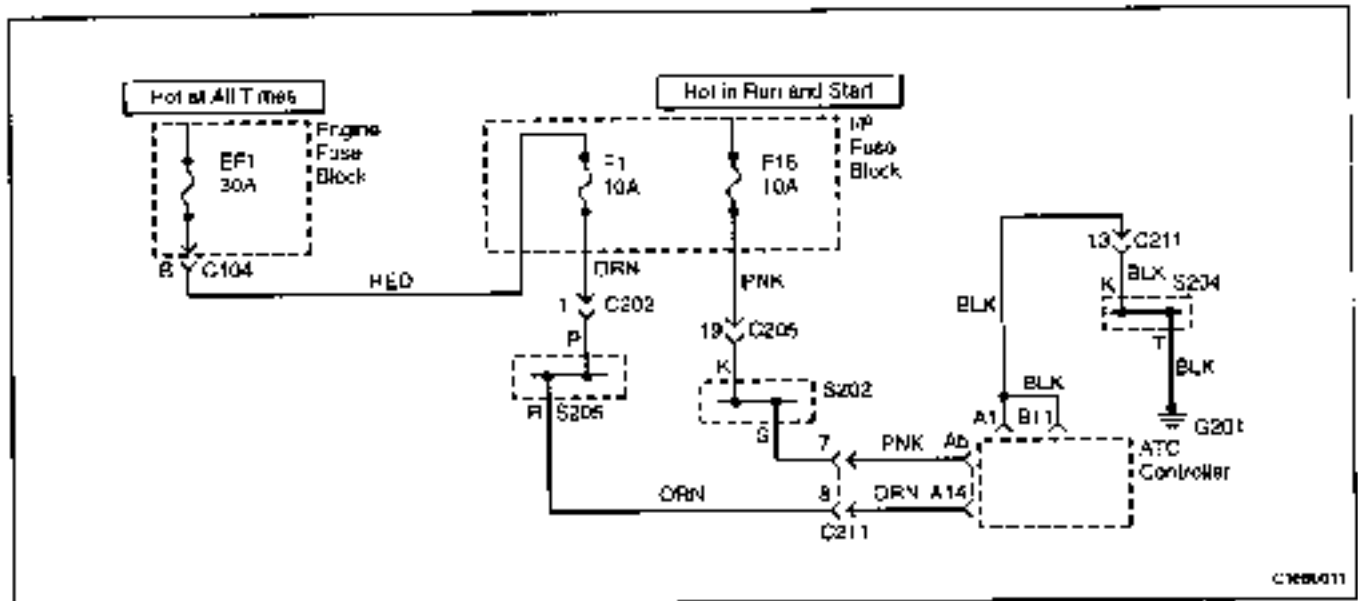 Hot at All Times
Hot in Run and Start
Engine
Fuse
Block
EF1
30A
F1
10A
F16
10A
I/P
Fuse
Block
C104
RED
ORN
PNK
1 C202
P
S205
19 C205
K
S202
S
13 C211
BLK
K
S204
BLK
T
BLK
BLK
G201
A1
B11
ATC
Controller
7
PNK
ORN
8
ORN A14
C211